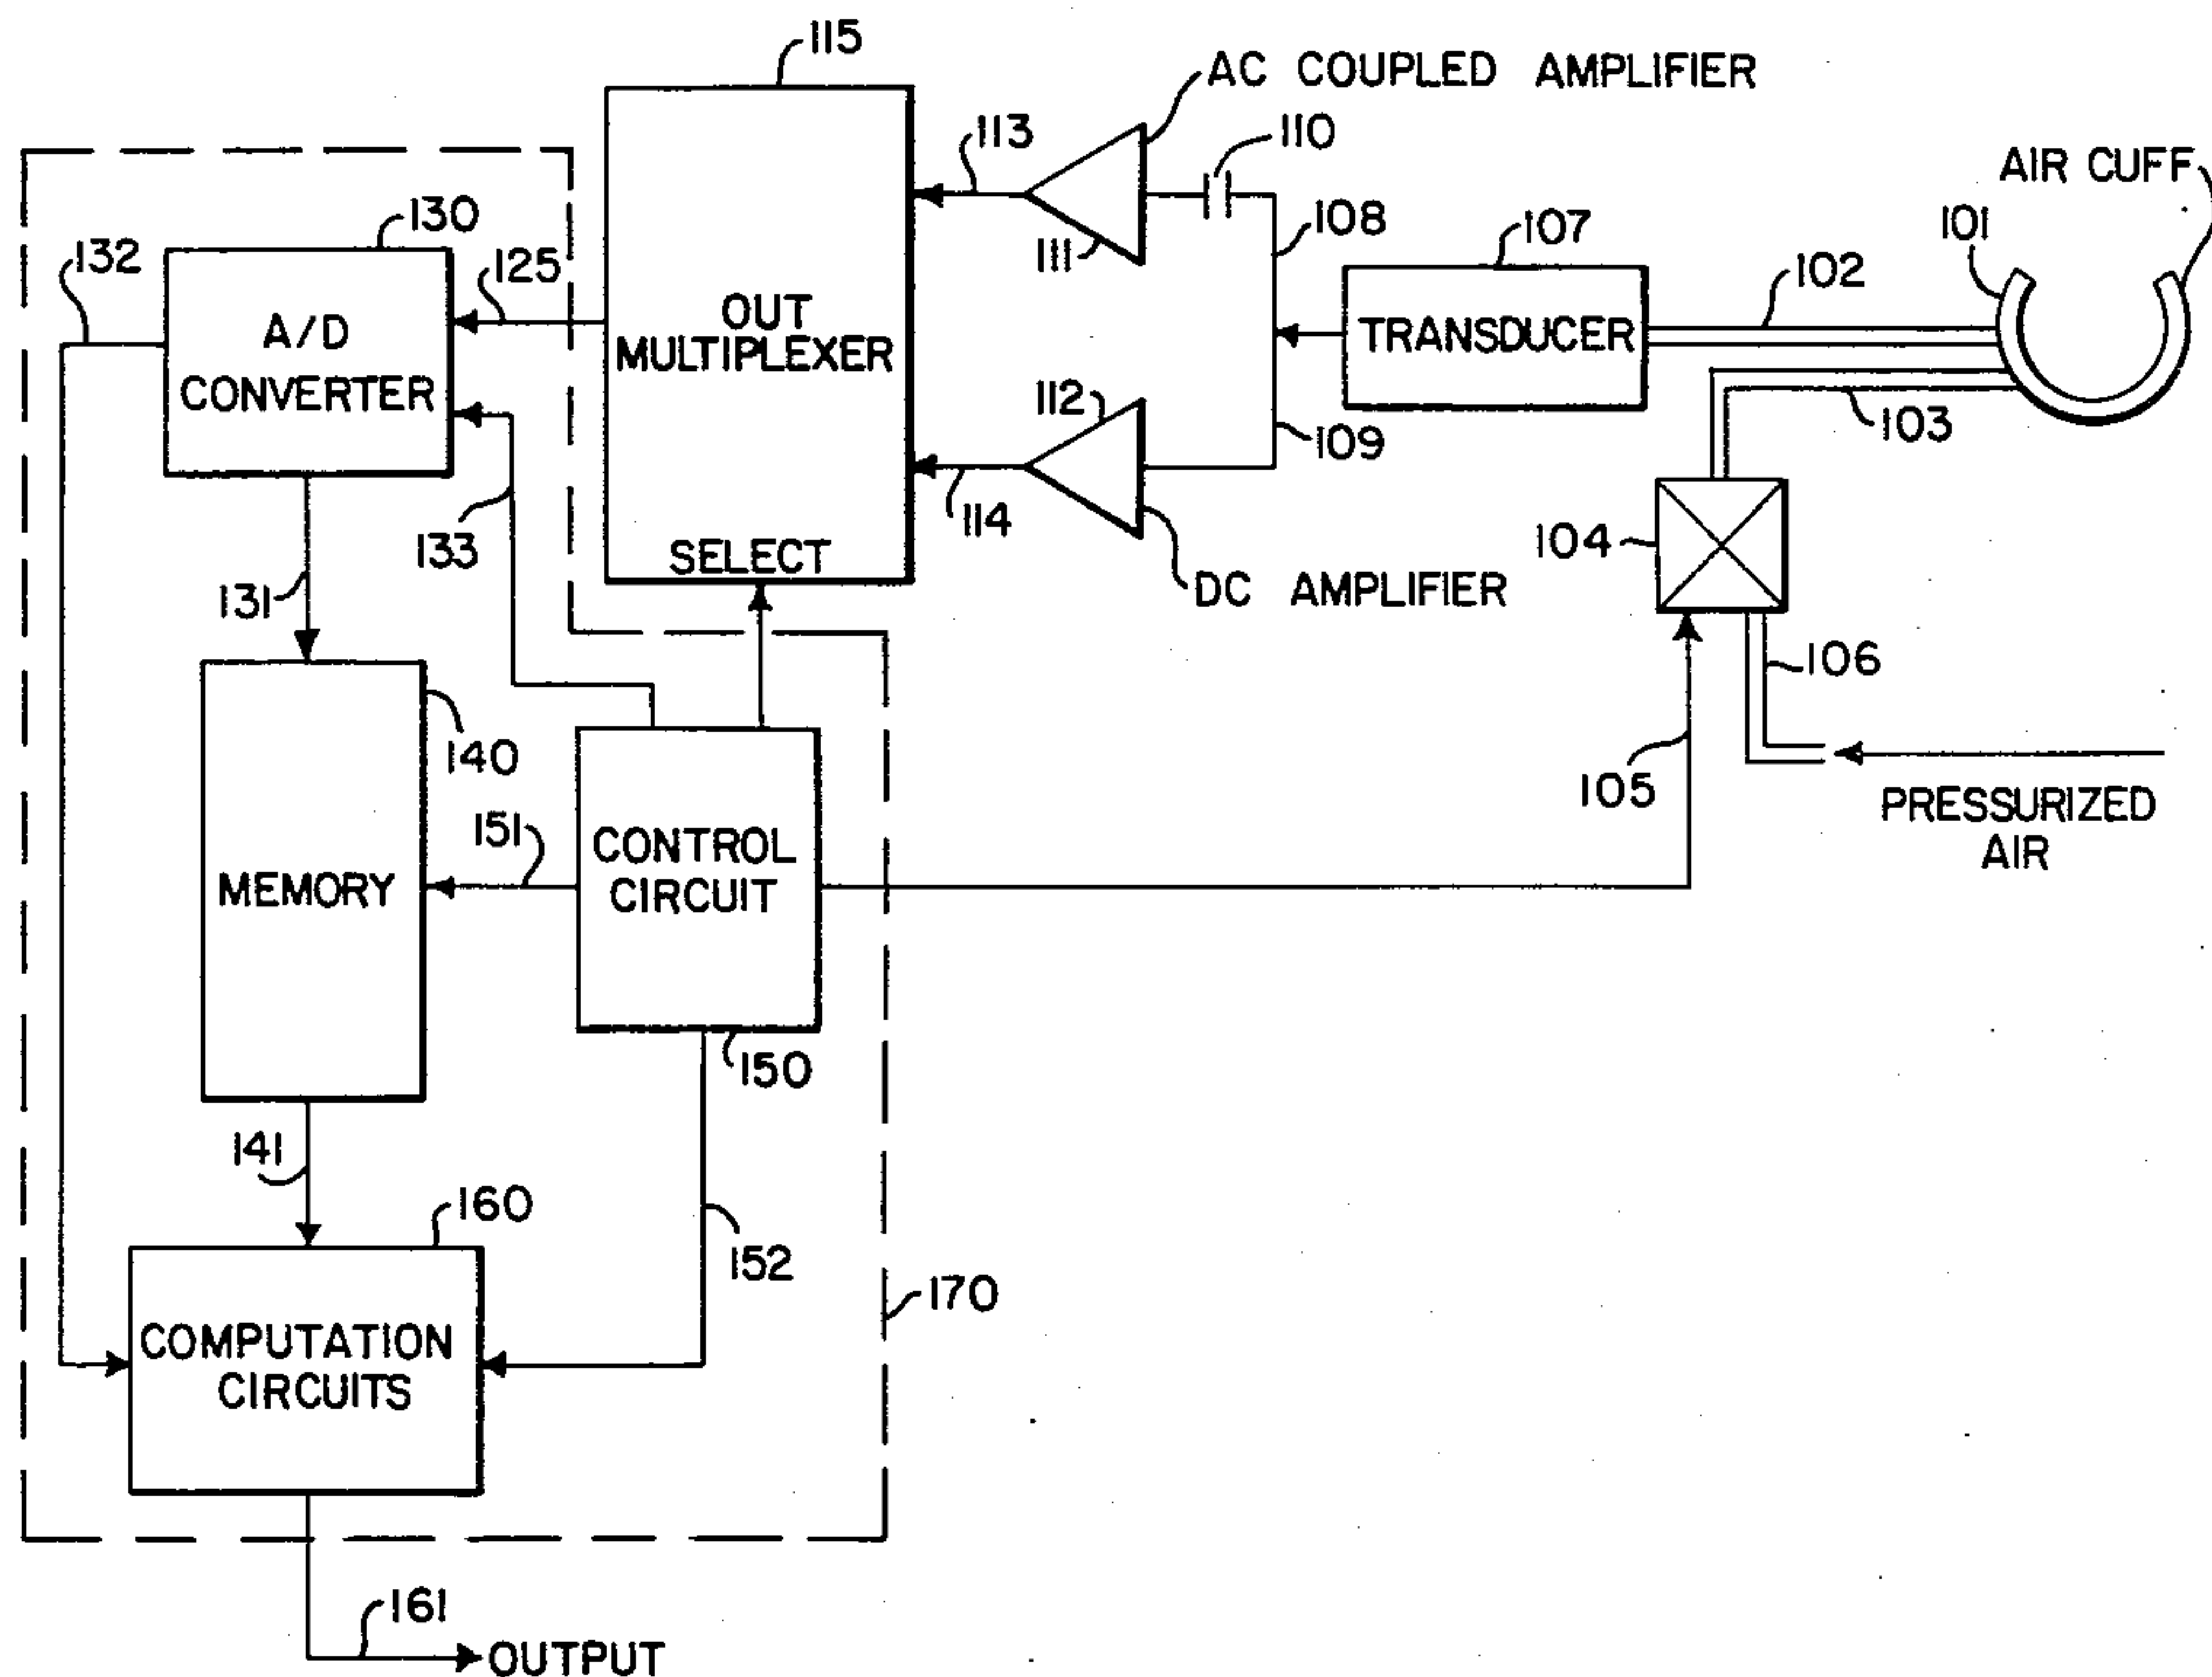 115
AC COUPLED AMPLIFIER
113
110
AIR CUFF
130
101
132
125
108
107
102
111
A/D
CONVERTER
OUT
MULTIPLEXER
TRANSDUCER
112
109
103
133
114
SELECT
104
131
DC AMPLIFIER
106
140
105
151
PRESSURIZED
AIR
CONTROL
CIRCUIT
MEMORY
150
141
160
152
170
COMPUTATION
CIRCUITS
161
OUTPUT